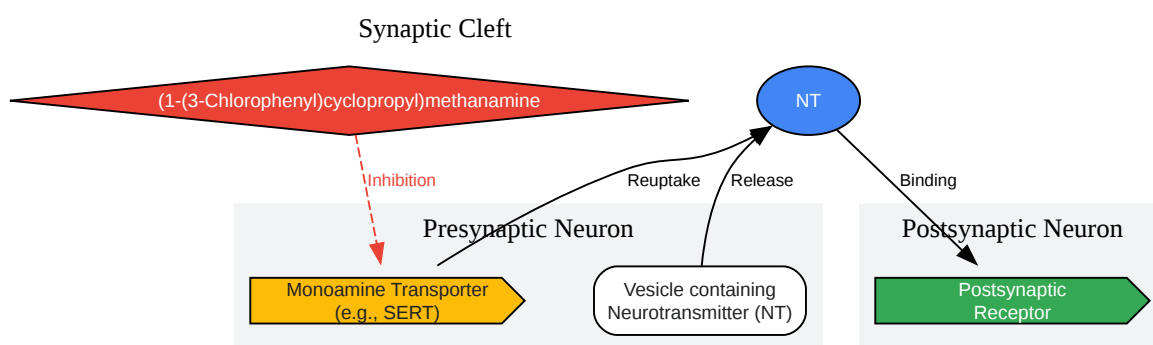 Synaptic Cleft
(1-(3-Chlorophenyl)cyclopropyl)methanamine
NT
Inhibition
Reuptake
Release
Binding
Presynaptic Neuron
Postsynaptic Neuron
Monoamine Transporter
(e.g., SERT)
Vesicle containing
Neurotransmitter (NT)
Postsynaptic
Receptor